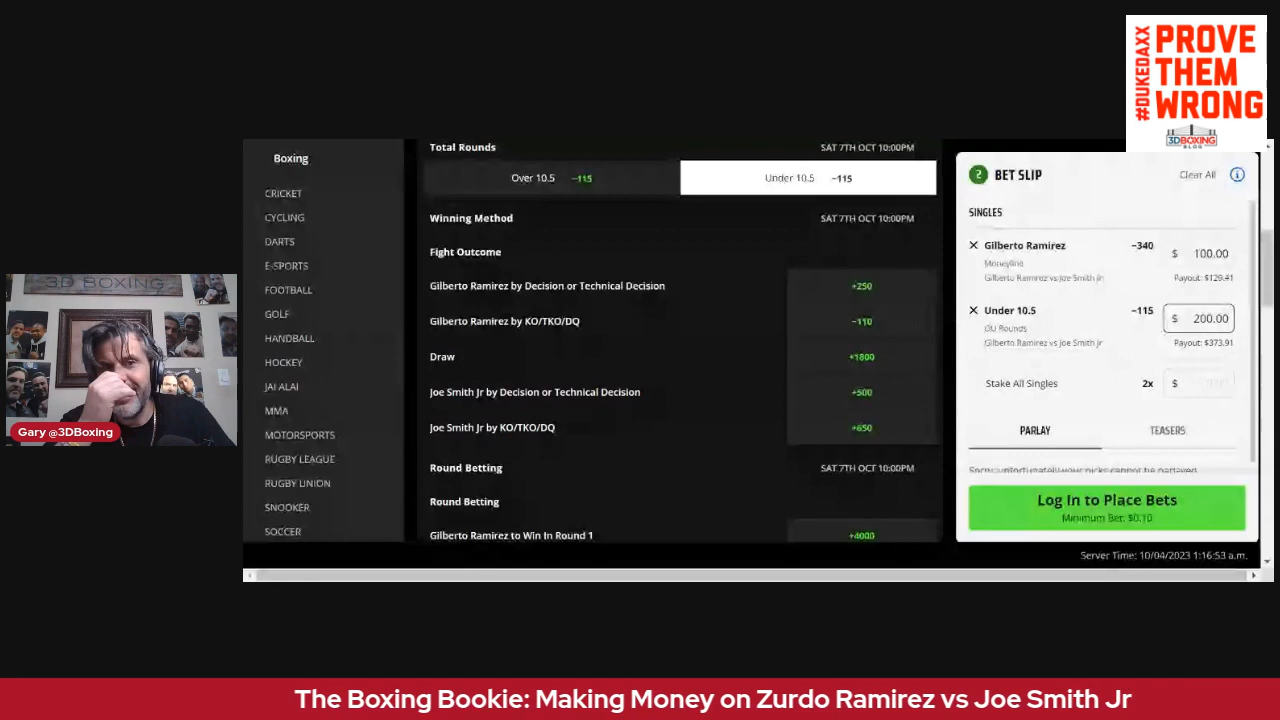 #DUKEDAXX
PROVE
THEM
WRONG
3DBOXING
BLOG
Boxing
CRICKET
CYCLING
DARTS
E-SPORTS
FOOTBALL
GOLF
HANDBALL
HOCKEY
JAI ALAI
MMA
MOTORSPORTS
RUGBY LEAGUE
RUGBY UNION
SNOOKER
SOCCER
Total Rounds SAT 7TH OCT 10:00PM
Over 10.5 -115 Under 10.5 -115
Winning Method SAT 7TH OCT 10:00PM
Fight Outcome
Gilberto Ramirez by Decision or Technical Decision +250
Gilberto Ramirez by KO/TKO/DQ -110
Draw +1800
Joe Smith Jr by Decision or Technical Decision +500
Joe Smith Jr by KO/TKO/DQ +650
Round Betting SAT 7TH OCT 10:00PM
Round Betting
Gilberto Ramirez to Win In Round 1 +4000
2 BET SLIP Clear All
SINGLES
Gilberto Ramirez -340 $ 100.00
Moneyline
Gilberto Ramirez vs Joe Smith Jr Payout: $129.41
Under 10.5 -115 $ 200.00
OU Rounds
Gilberto Ramirez vs Joe Smith Jr Payout: $373.91
Stake All Singles 2x $
PARLAY TEASERS
Sorry, unfortunately your picks cannot be parlayed
Log In to Place Bets
Minimum Bet: $0.10
Server Time: 10/04/2023 1:16:53 a.m.
3D BOXING
Gary @3DBoxing
The Boxing Bookie: Making Money on Zurdo Ramirez vs Joe Smith Jr